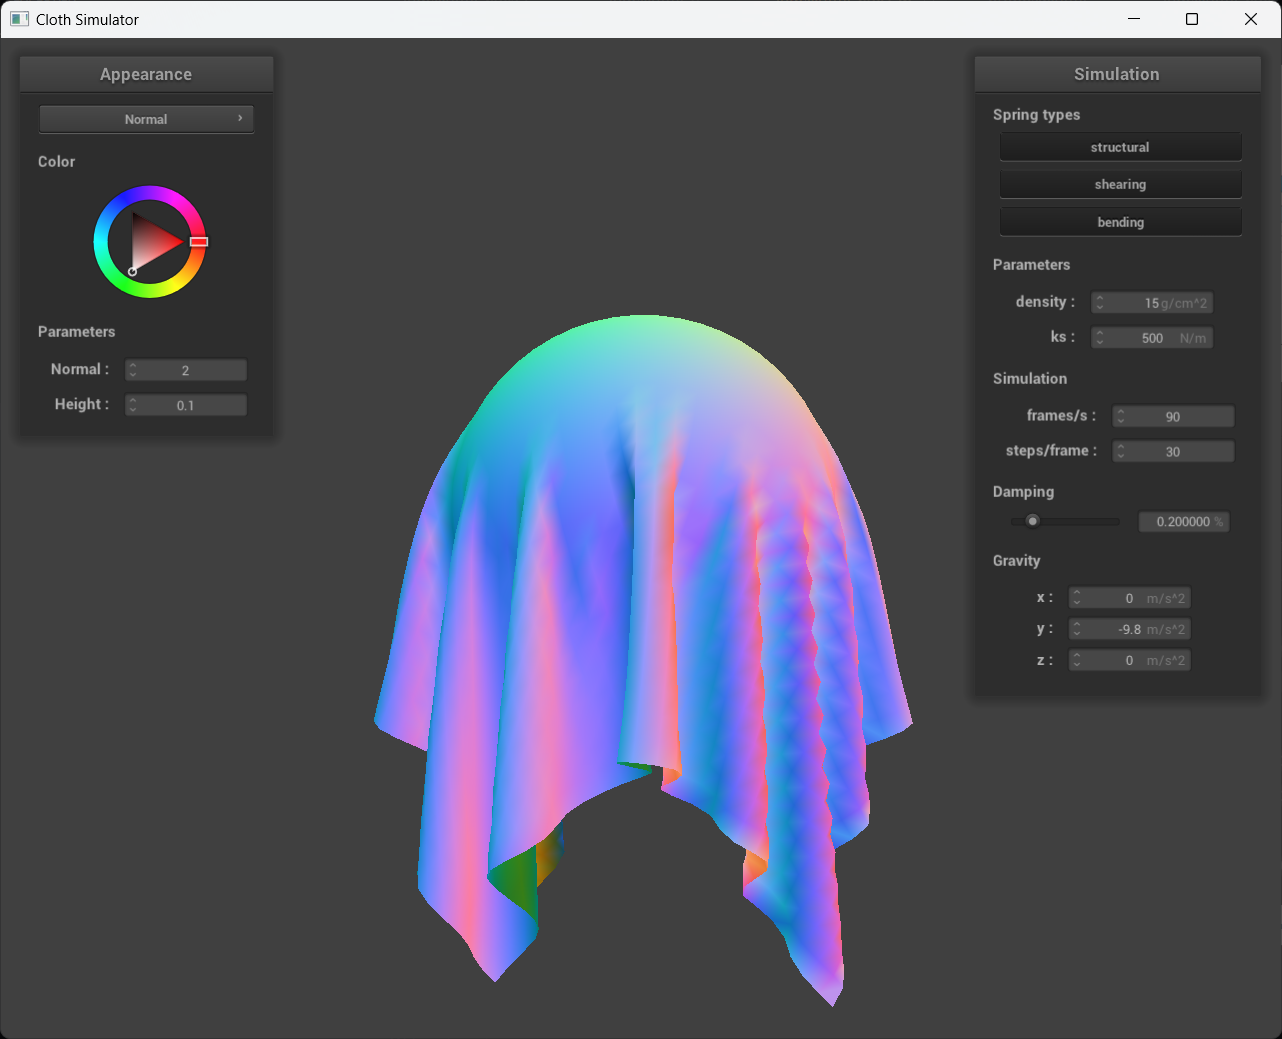 Cloth Simulator
Appearance
Normal
Color
Parameters
Normal : 2
Height : 0.1
Simulation
Spring types
structural
shearing
bending
Parameters
density : 15 g/cm^2
ks : 500 N/m
Simulation
frames/s : 90
steps/frame : 30
Damping
0.200000 %
Gravity
x : 0 m/s^2
y : -9.8 m/s^2
z : 0 m/s^2